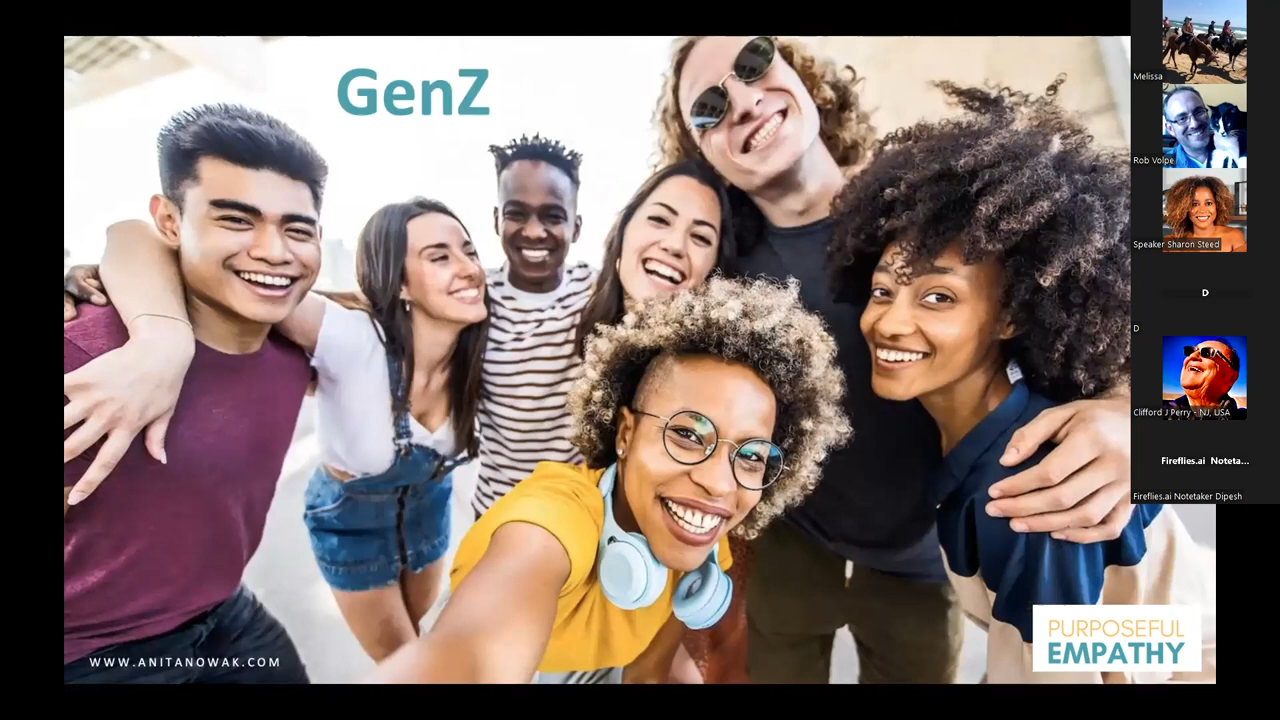 GenZ
WWW.ANITANOWAK.COM
PURPOSEFUL
EMPATHY
Melissa
Rob Volpe
Speaker Sharon Steed
D
D
Clifford J Perry - NJ, USA
Fireflies.ai Noteta...
Fireflies.ai Notetaker Dipesh